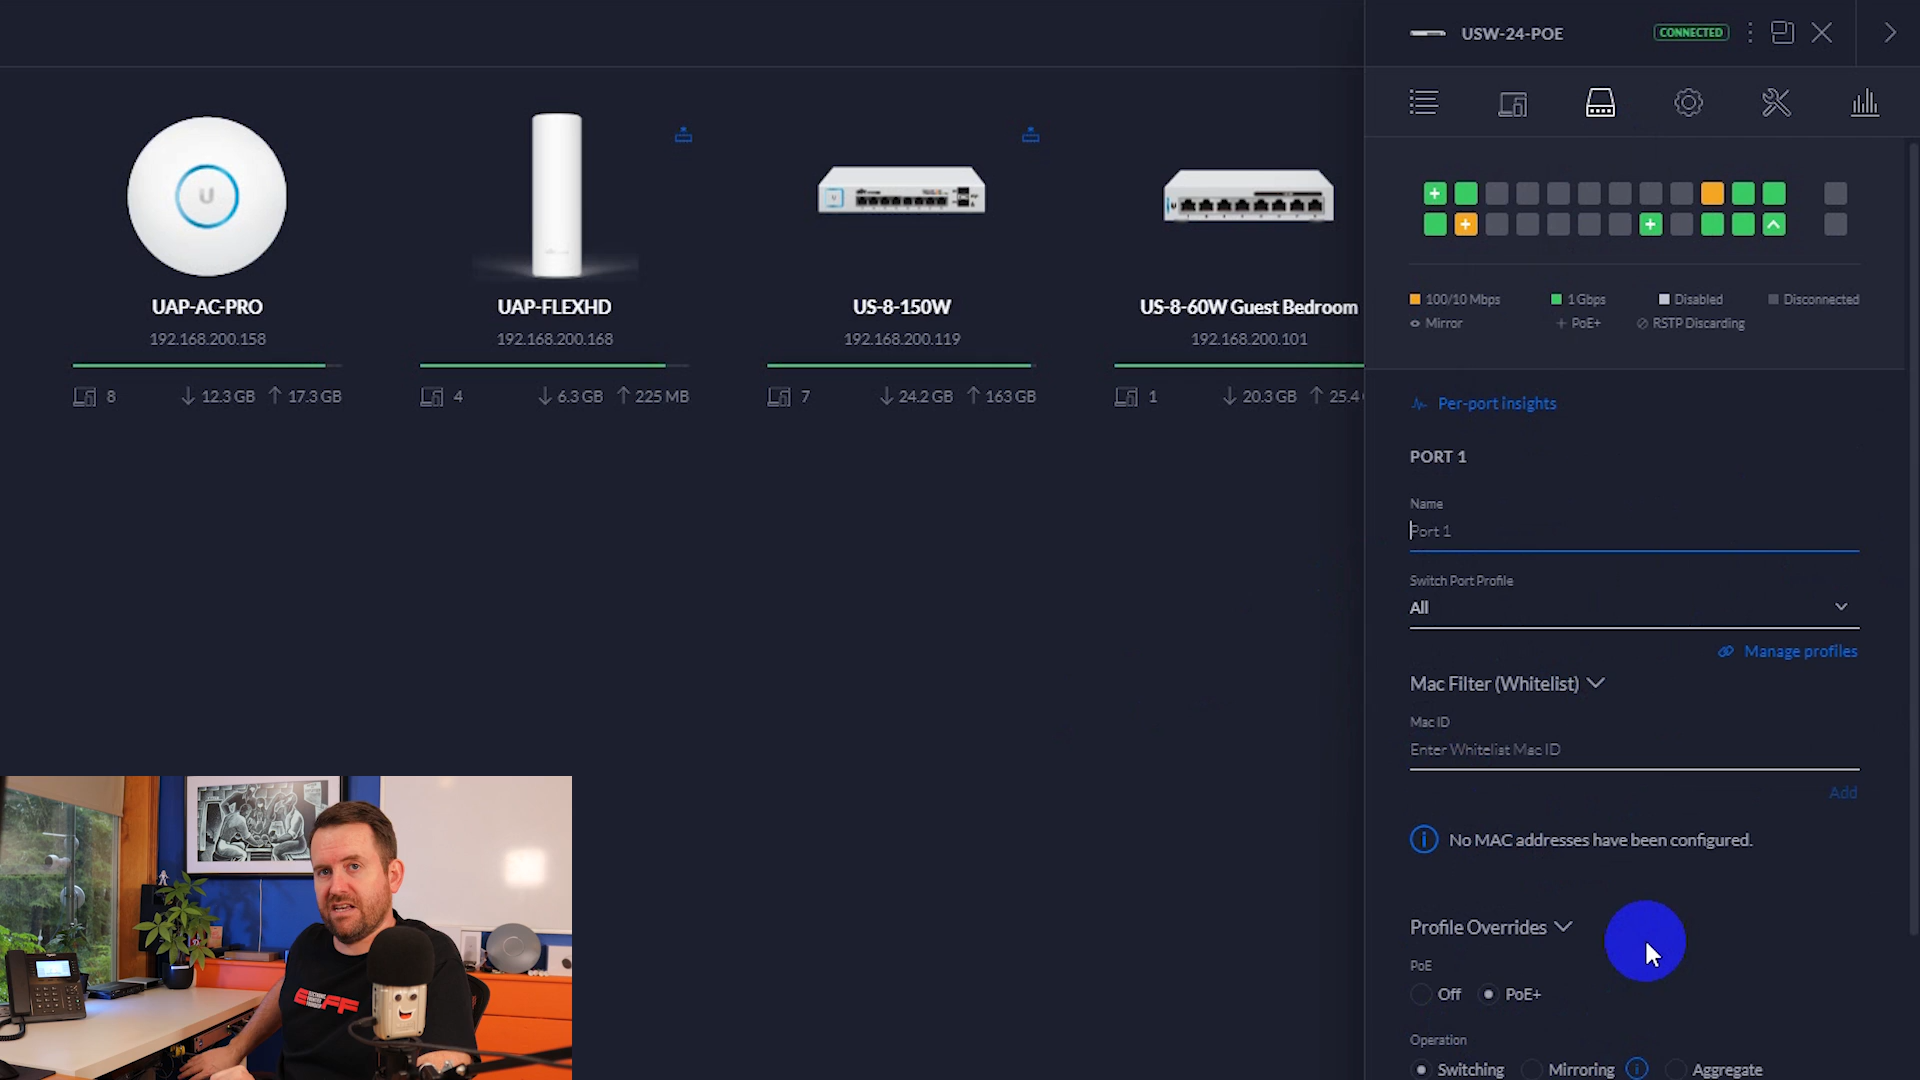 USW-24-POE
CONNECTED
100/10 Mbps
1 Gbps
Disabled
Disconnected
Mirror
PoE+
RSTP Discarding
Per-port insights
PORT 1
Name
Port 1
Switch Port Profile
All
Manage profiles
Mac Filter (Whitelist)
Mac ID
Enter Whitelist Mac ID
Add
No MAC addresses have been configured.
Profile Overrides
PoE
Off
PoE+
Operation
Switching
Mirroring
Aggregate
UAP-AC-PRO
192.168.200.158
8
12.3 GB
17.3 GB
UAP-FLEXHD
192.168.200.168
4
6.3 GB
225 MB
US-8-150W
192.168.200.119
7
24.2 GB
163 GB
US-8-60W Guest Bedroom
192.168.200.101
1
20.3 GB
25.4
EFF